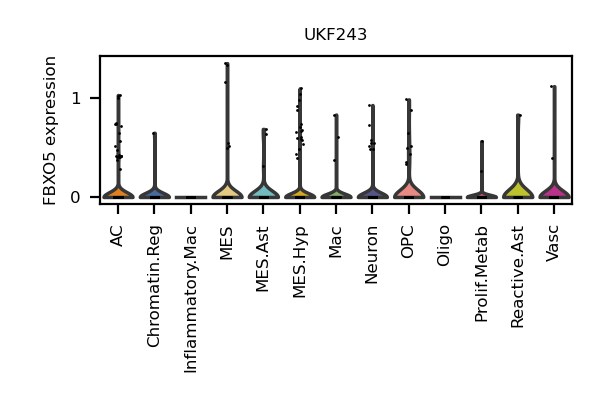 UKF243
FBXO5 expression
1
0
AC
Chromatin.Reg
Inflammatory.Mac
MES
MES.Ast
MES.Hyp
Mac
Neuron
OPC
Oligo
Prolif.Metab
Reactive.Ast
Vasc